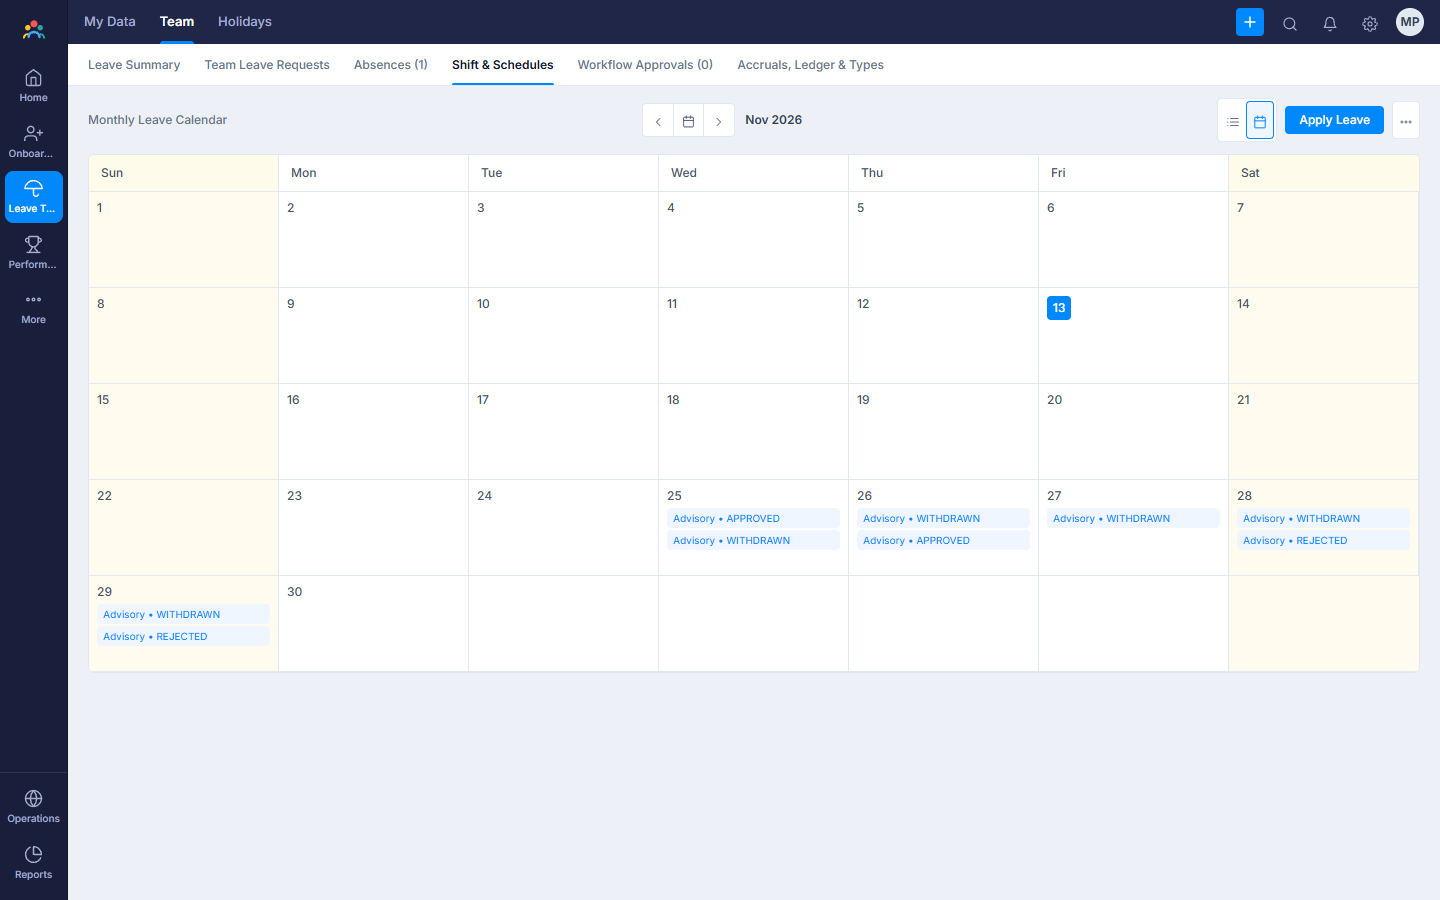 My Data Team Holidays MP
Leave Summary Team Leave Requests Absences (1) Shift & Schedules Workflow Approvals (0) Accruals, Ledger & Types
Home
Onboar...
Leave T...
Perform...
More
Operations
Reports
Monthly Leave Calendar Nov 2026 Apply Leave
Sun Mon Tue Wed Thu Fri Sat
1 2 3 4 5 6 7
8 9 10 11 12 13 14
15 16 17 18 19 20 21
22 23 24 25 26 27 28
Advisory • APPROVED Advisory • WITHDRAWN Advisory • WITHDRAWN Advisory • WITHDRAWN
Advisory • WITHDRAWN Advisory • APPROVED Advisory • REJECTED
29 30
Advisory • WITHDRAWN
Advisory • REJECTED